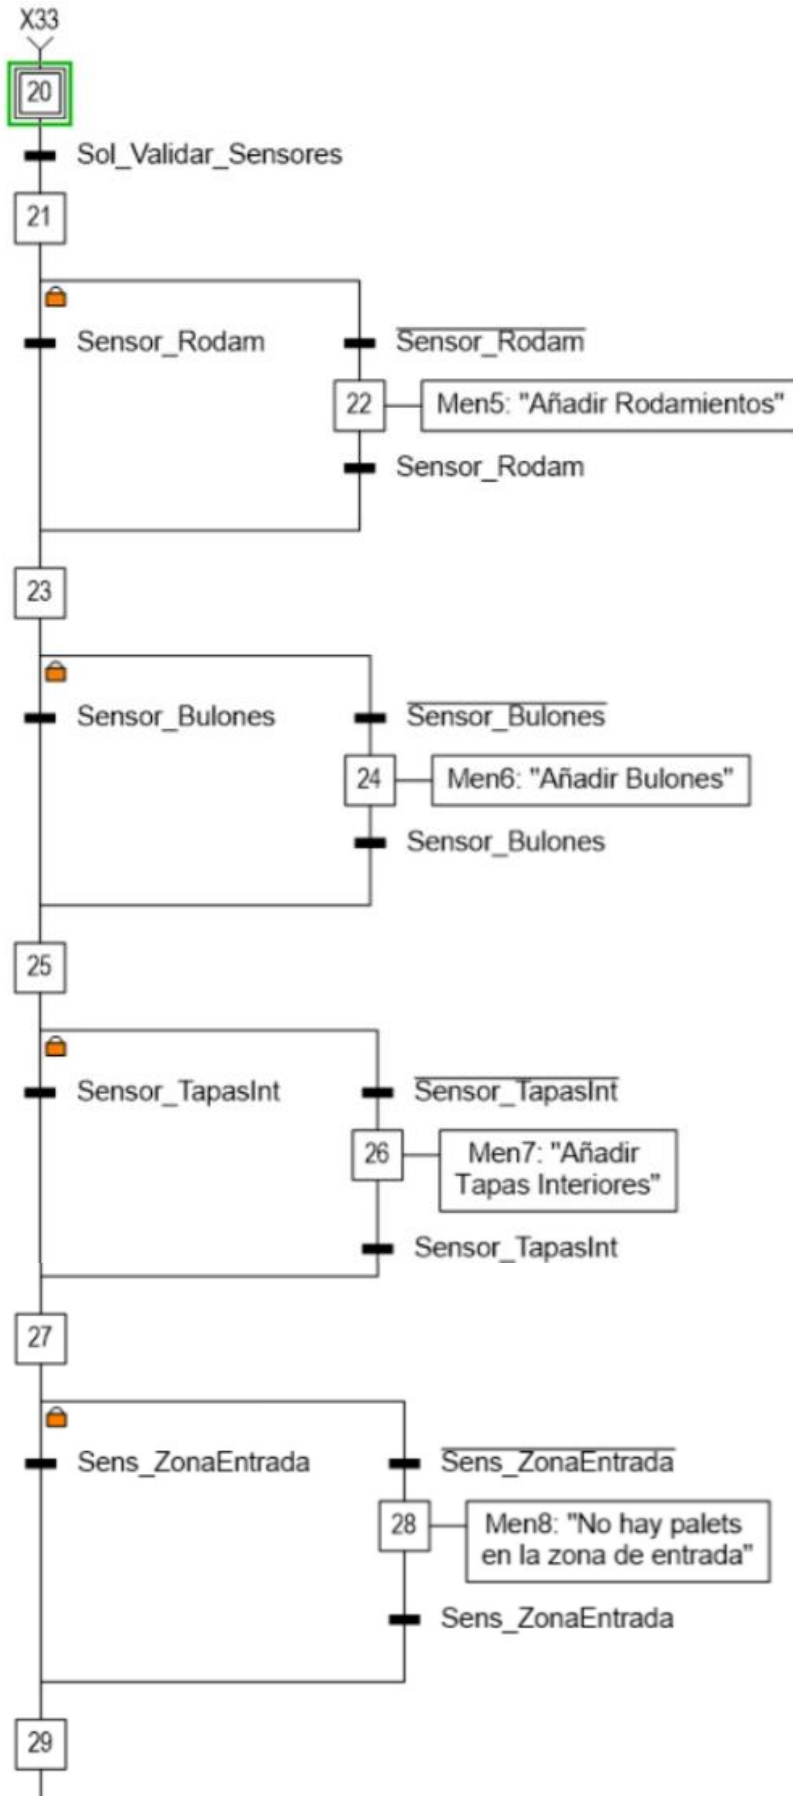 X33
20
Sol_Validar_Sensores
21
Sensor_Rodam
Sensor_Rodam
22
Men5: "Añadir Rodamientos"
Sensor_Rodam
23
Sensor_Bulones
Sensor_Bulones
24
Men6: "Añadir Bulones"
Sensor_Bulones
25
Sensor_TapasInt
Sensor_TapasInt
26
Men7: "Añadir
Tapas Interiores"
Sensor_TapasInt
27
Sens_ZonaEntrada
Sens_ZonaEntrada
28
Men8: "No hay palets
en la zona de entrada"
Sens_ZonaEntrada
29